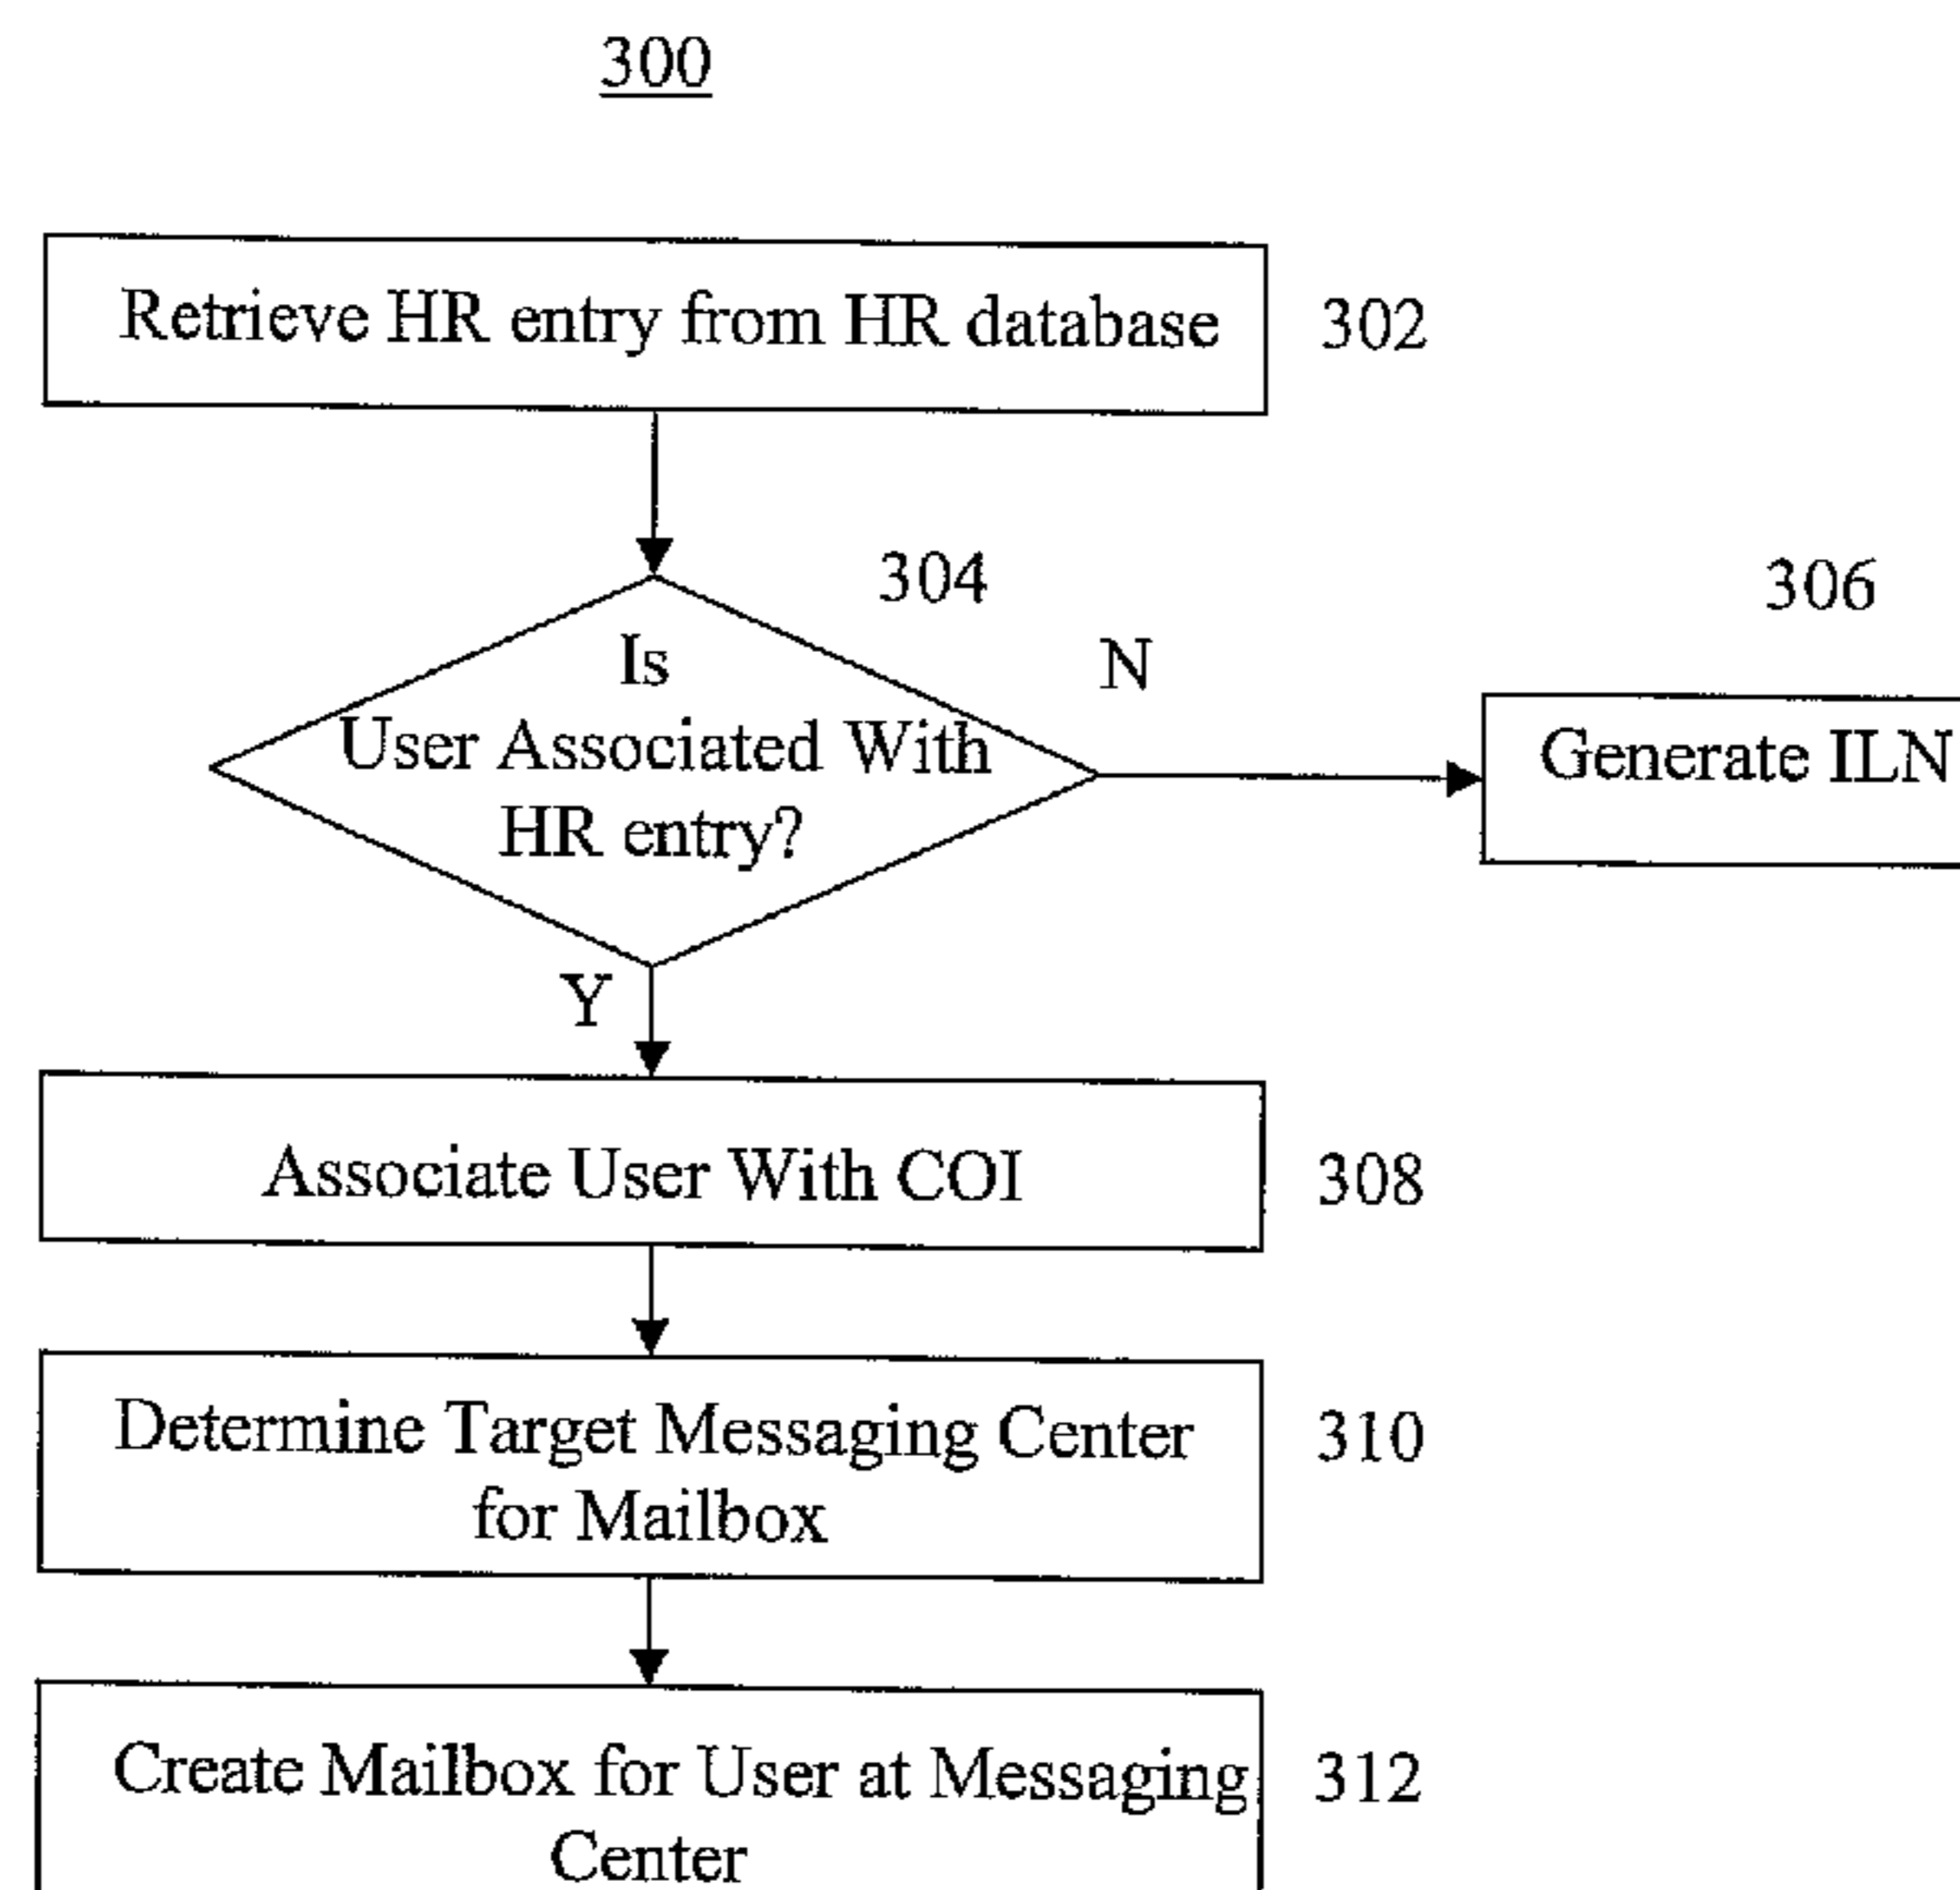 300
Retrieve HR entry from HR database
302
304
306
Is
User Associated With
HR entry?
N
Generate ILN
Y
Associate User With COI
308
Determine Target Messaging Center
for Mailbox
310
Create Mailbox for User at Messaging
Center
312